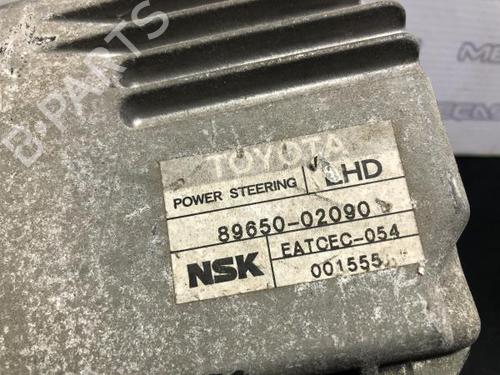 B-PARTS
TOYOTA
POWER STEERING LHD
89650-02090
NSK
EATCEC-054
001555